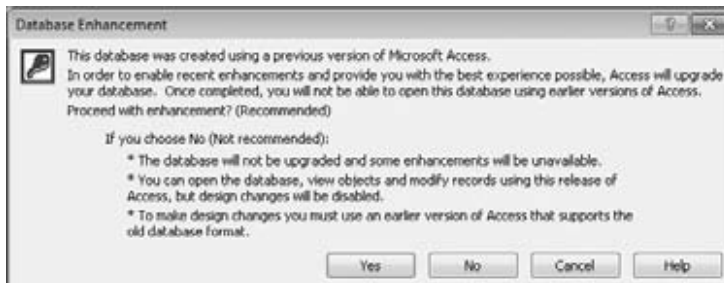 Database Enhancement
This database was created using a previous version of Microsoft Access.
In order to enable recent enhancements and provide you with the best experience possible, Access will upgrade
your database. Once completed, you will not be able to open this database using earlier versions of Access.
Proceed with enhancement? (Recommended)
If you choose No (Not recommended):
* The database will not be upgraded and some enhancements will be unavailable.
* You can open the database, view objects and modify records using this release of
Access, but design changes will be disabled.
* To make design changes you must use an earlier version of Access that supports the
old database format.
Yes No Cancel Help